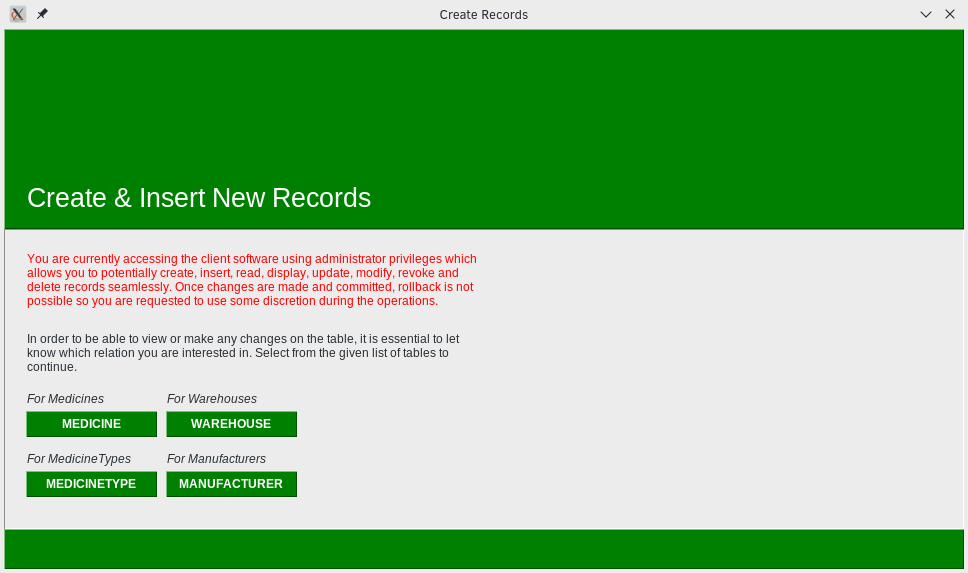 Create Records
Create & Insert New Records
You are currently accessing the client software using administrator privileges which
allows you to potentially create, insert, read, display, update, modify, revoke and
delete records seamlessly. Once changes are made and committed, rollback is not
possible so you are requested to use some discretion during the operations.
In order to be able to view or make any changes on the table, it is essential to let
know which relation you are interested in. Select from the given list of tables to
continue.
For Medicines
For Warehouses
MEDICINE
WAREHOUSE
For MedicineTypes
For Manufacturers
MEDICINETYPE
MANUFACTURER